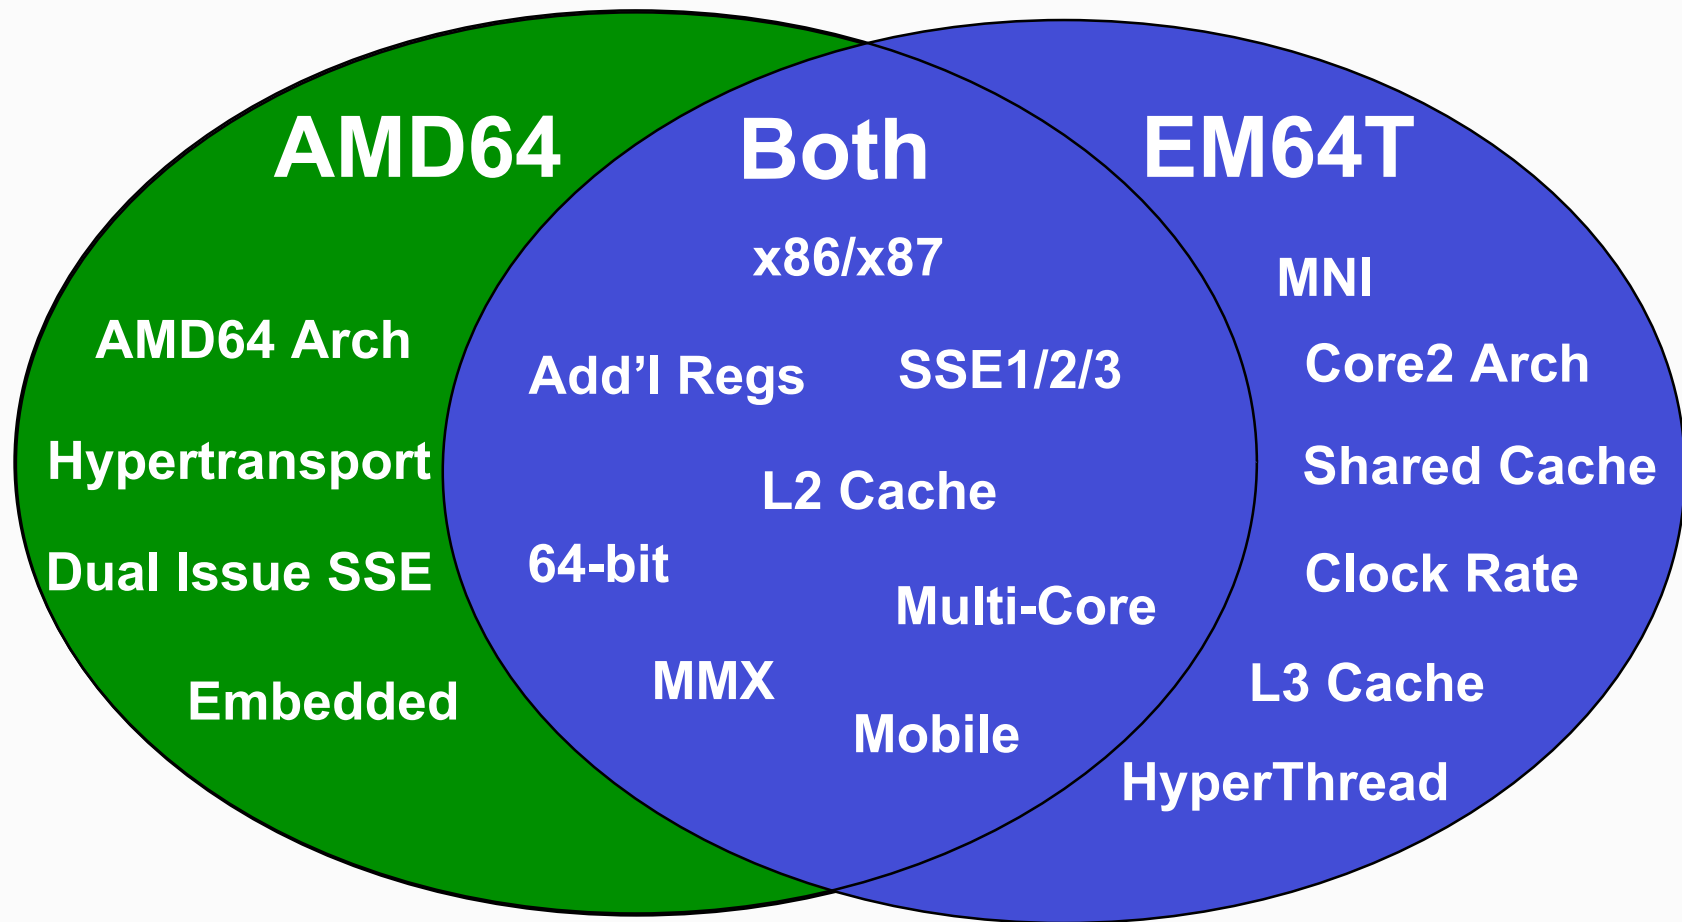 AMD64
Both
EM64T
x86/x87
MNI
AMD64 Arch
Add’l Regs
SSE1/2/3
Core2 Arch
Hypertransport
L2 Cache
Shared Cache
Dual Issue SSE
64-bit
Multi-Core
Clock Rate
Embedded
MMX
Mobile
L3 Cache
HyperThread